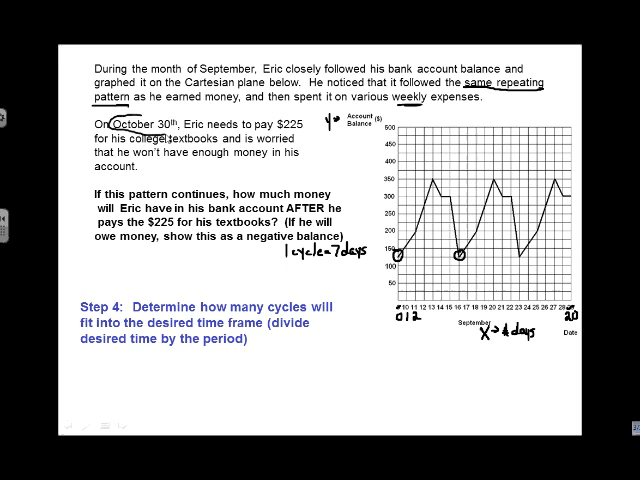 During the month of September, Eric closely followed his bank account balance and
graphed it on the Cartesian plane below. He noticed that it followed the same repeating
pattern as he earned money, and then spent it on various weekly expenses.
On October 30th, Eric needs to pay $225
for his college textbooks and is worried
that he won't have enough money in his
account.
If this pattern continues, how much money
will Eric have in his bank account AFTER he
pays the $225 for his textbooks? (If he will
owe money, show this as a negative balance)
1 cycle = 7 days
Step 4: Determine how many cycles will
fit into the desired time frame (divide
desired time by the period)
y→
Account
Balance ($)
500
450
400
350
300
250
200
150
100
50
10 11 12 13 14 15 16 17 18 19 20 21 22 23 24 25 26 27 28
0 1 2
20
September
x→ # days
Date